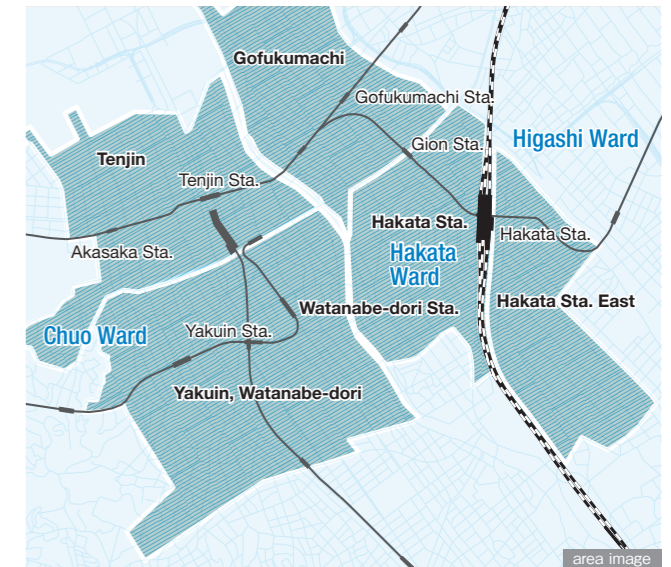 Gofukumachi
Gofukumachi Sta.
Higashi Ward
Gion Sta.
Tenjin
Tenjin Sta.
Hakata Sta.
Hakata Sta.
Akasaka Sta.
Hakata
Ward
Watanabe-dori Sta.
Hakata Sta. East
Chuo Ward
Yakuin Sta.
Yakuin, Watanabe-dori
area image